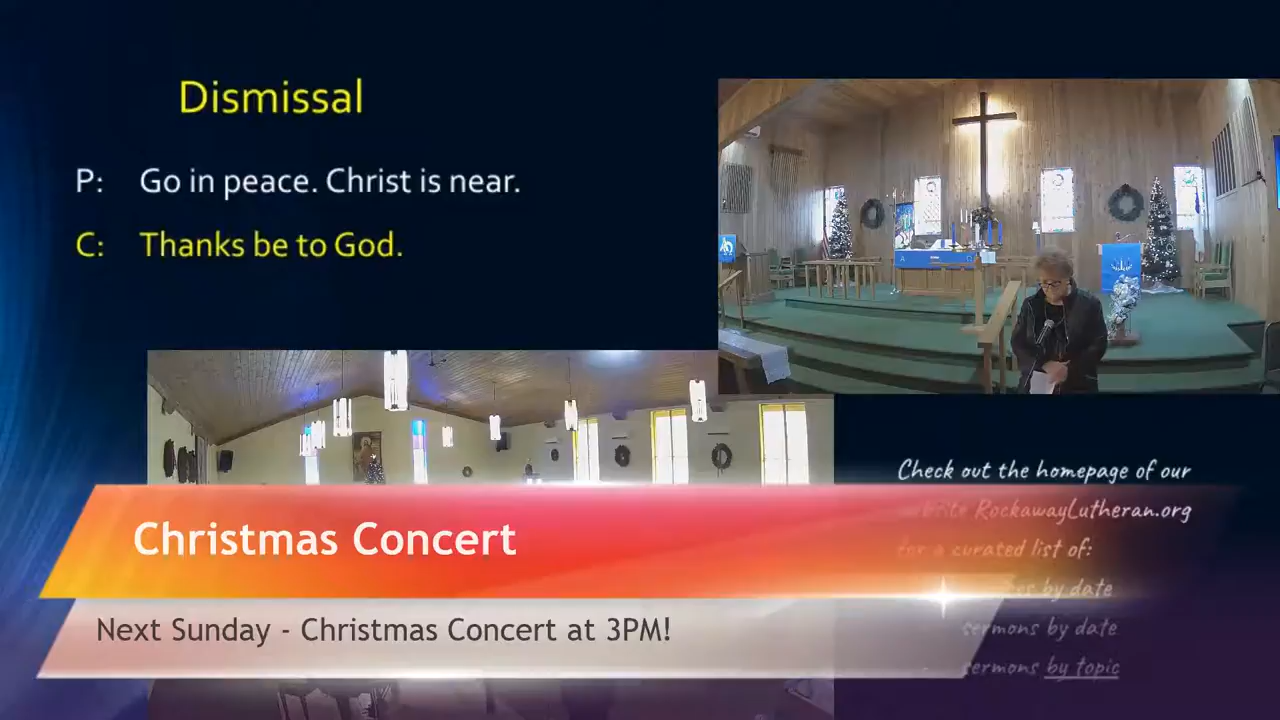 Dismissal
P: Go in peace. Christ is near.
C: Thanks be to God.
Check out the homepage of our
website RockawayLutheran.org
for a curated list of:
by date
sermons by date
sermons by topic
Christmas Concert
Next Sunday - Christmas Concert at 3PM!